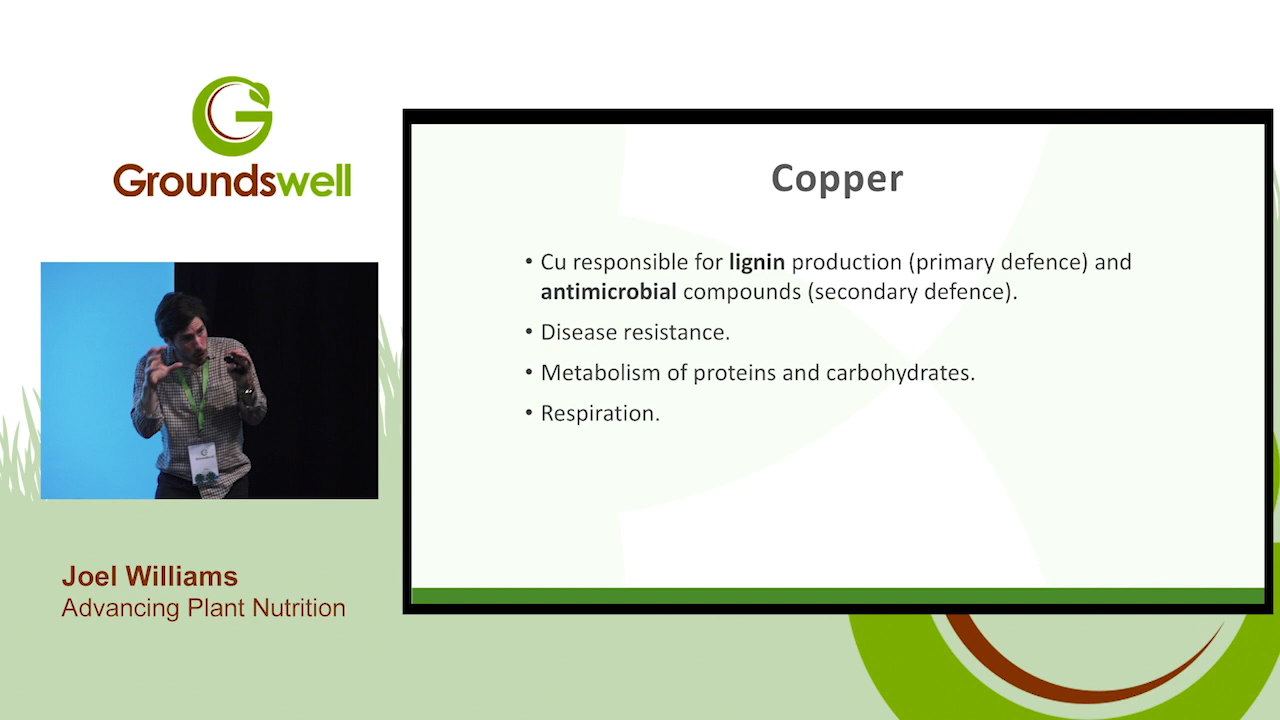 Groundswell
Copper
• Cu responsible for lignin production (primary defence) and
antimicrobial compounds (secondary defence).
• Disease resistance.
• Metabolism of proteins and carbohydrates.
• Respiration.
Groundswell
Joel Williams
Advancing Plant Nutrition